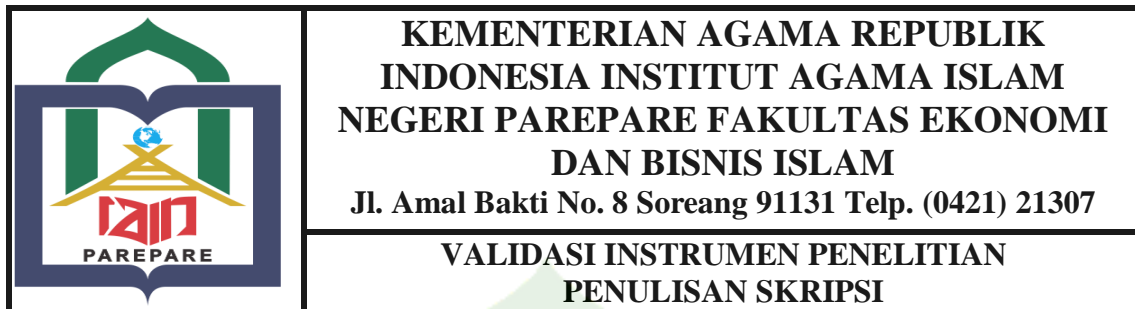 iain
PAREPARE
KEMENTERIAN AGAMA REPUBLIK
INDONESIA INSTITUT AGAMA ISLAM
NEGERI PAREPARE FAKULTAS EKONOMI
DAN BISNIS ISLAM
Jl. Amal Bakti No. 8 Soreang 91131 Telp. (0421) 21307
VALIDASI INSTRUMEN PENELITIAN
PENULISAN SKRIPSI